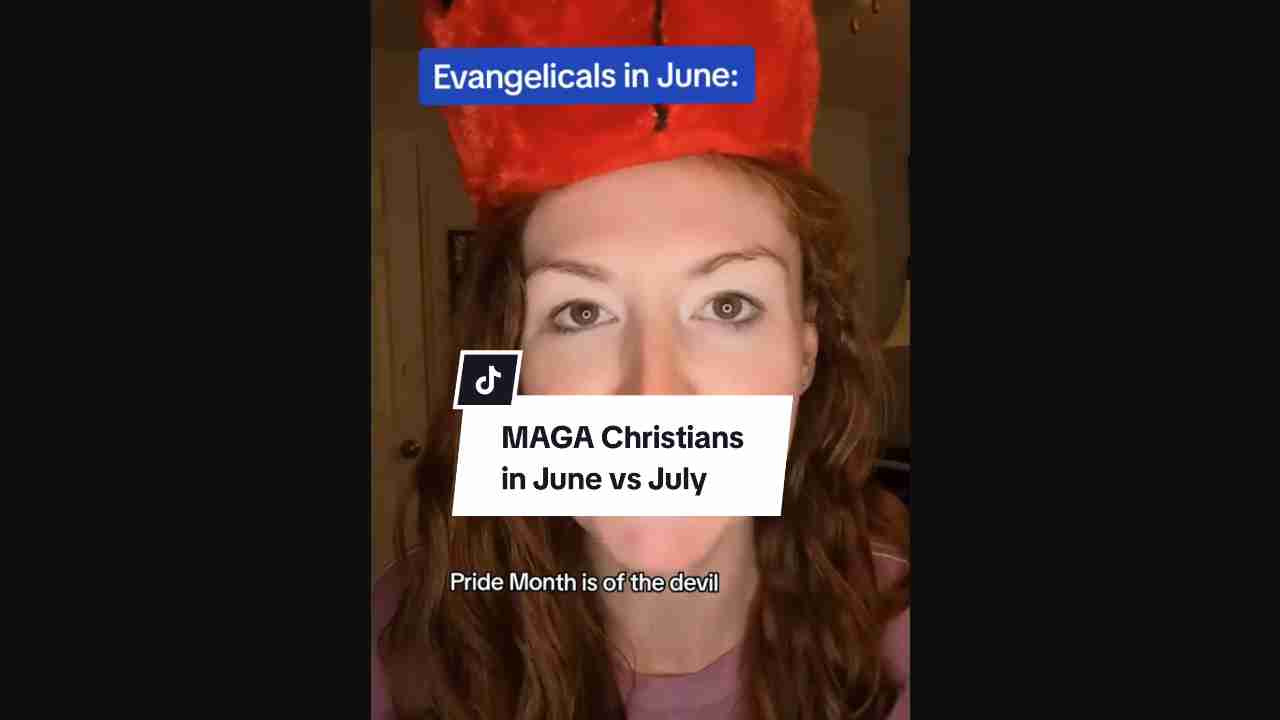 Evangelicals in June:
MAGA Christians
in June vs July
Pride Month is of the devil